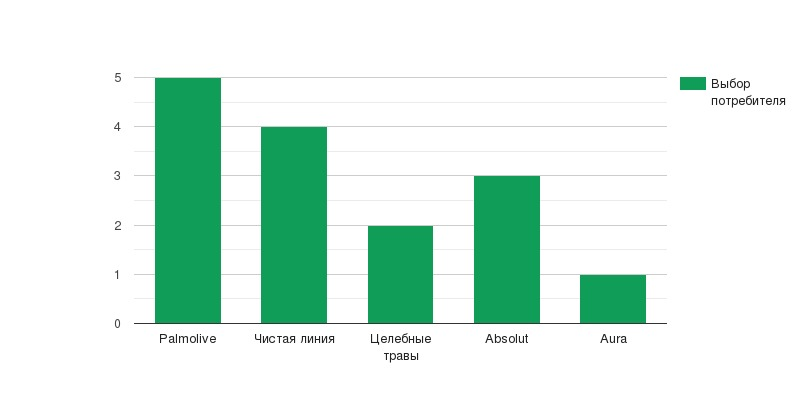 5
4
3
2
1
0
Palmolive
Чистая линия
Целебные
травы
Absolut
Aura
Выбор
потребителя